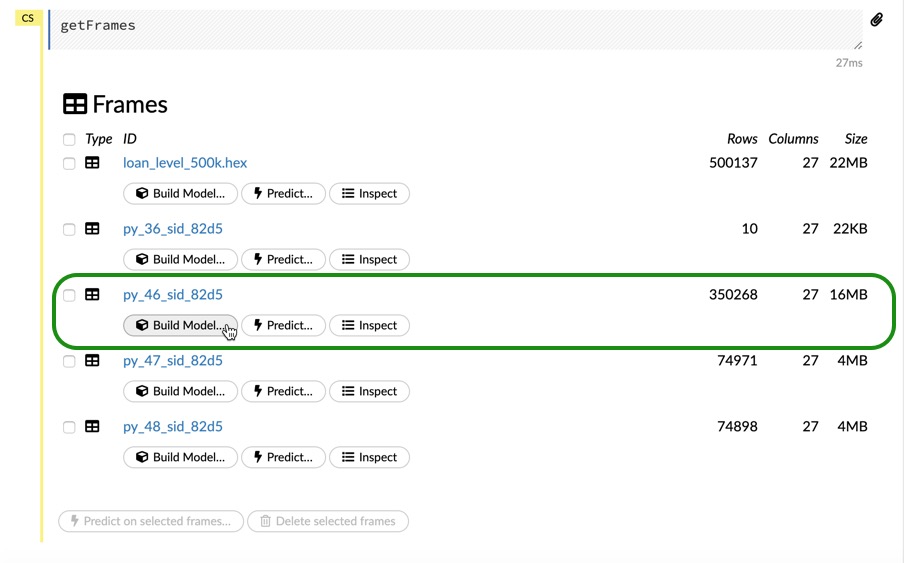 CS
getFrames
27ms
Frames
Type ID Rows Columns Size
loan_level_500k.hex 500137 27 22MB
Build Model... Predict... Inspect
py_36_sid_82d5 10 27 22KB
Build Model... Predict... Inspect
py_46_sid_82d5 350268 27 16MB
Build Model... Predict... Inspect
py_47_sid_82d5 74971 27 4MB
Build Model... Predict... Inspect
py_48_sid_82d5 74898 27 4MB
Build Model... Predict... Inspect
Predict on selected frames... Delete selected frames